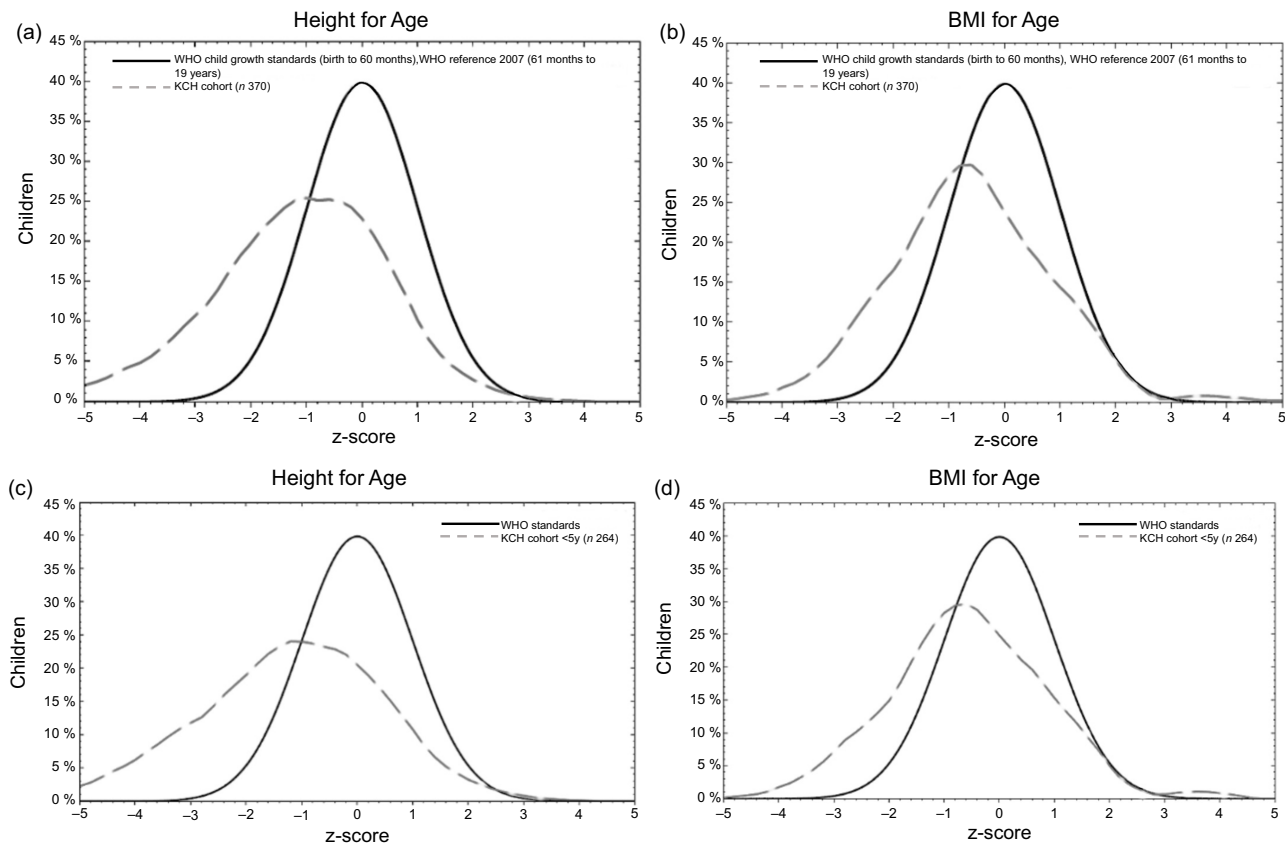 (a)
Height for Age
45 %
40 %
35 %
30 %
25 %
20 %
15 %
10 %
5 %
0 %
Children
WHO child growth standards (birth to 60 months),WHO reference 2007 (61 months to
19 years)
KCH cohort (n 370)
–5 –4 –3 –2 –1 0 1 2 3 4 5
z-score
(b)
BMI for Age
45 %
40 %
35 %
30 %
25 %
20 %
15 %
10 %
5 %
0 %
Children
WHO child growth standards (birth to 60 months), WHO reference 2007 (61 months to
19 years)
KCH cohort (n 370)
–5 –4 –3 –2 –1 0 1 2 3 4 5
z-score
(c)
Height for Age
45 %
40 %
35 %
30 %
25 %
20 %
15 %
10 %
5 %
0 %
Children
WHO standards
KCH cohort <5y (n 264)
–5 –4 –3 –2 –1 0 1 2 3 4 5
z-score
(d)
BMI for Age
45 %
40 %
35 %
30 %
25 %
20 %
15 %
10 %
5 %
0 %
Children
WHO standards
KCH cohort <5y (n 264)
–5 –4 –3 –2 –1 0 1 2 3 4 5
z-score